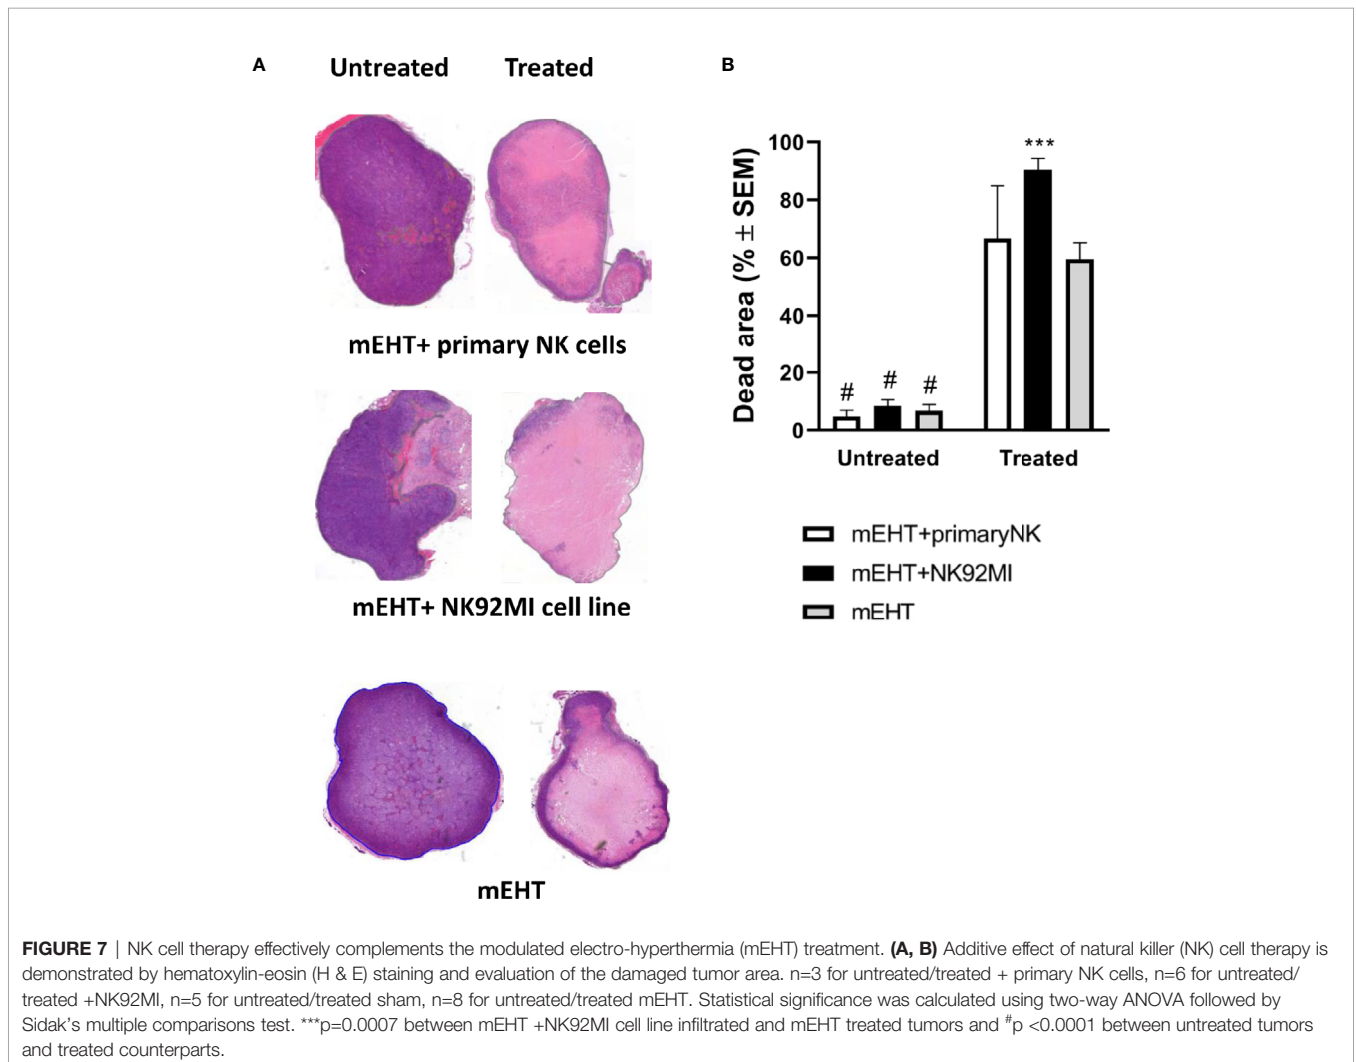 A
Untreated
Treated
mEHT+ primary NK cells
mEHT+ NK92MI cell line
mEHT
B
Dead area (% ± SEM)
100
80
60
40
20
0
#
#
#
***
Untreated
Treated
mEHT+primaryNK
mEHT+NK92MI
mEHT
FIGURE 7 | NK cell therapy effectively complements the modulated electro-hyperthermia (mEHT) treatment. (A, B) Additive effect of natural killer (NK) cell therapy is
demonstrated by hematoxylin-eosin (H & E) staining and evaluation of the damaged tumor area. n=3 for untreated/treated + primary NK cells, n=6 for untreated/
treated +NK92MI, n=5 for untreated/treated sham, n=8 for untreated/treated mEHT. Statistical significance was calculated using two-way ANOVA followed by
Sidak's multiple comparisons test. ***p=0.0007 between mEHT +NK92MI cell line infiltrated and mEHT treated tumors and #p <0.0001 between untreated tumors
and treated counterparts.